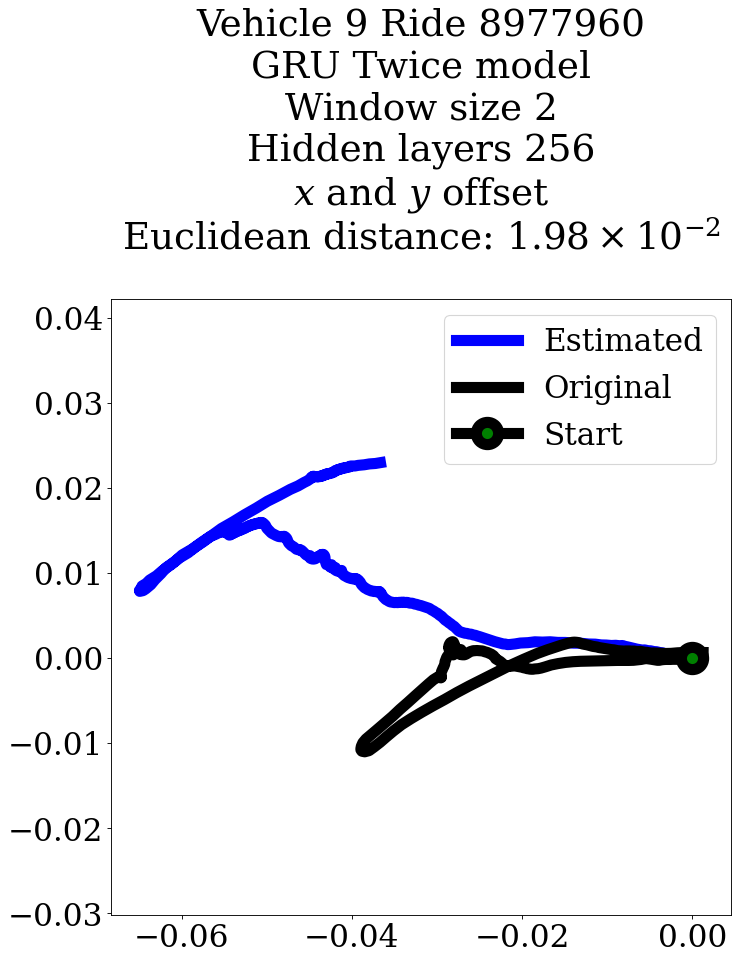 Vehicle 9 Ride 8977960
GRU Twice model
Window size 2
Hidden layers 256
x and y offset
Euclidean distance: 1.98 × 10⁻²
0.04
0.03
0.02
0.01
0.00
−0.01
−0.02
−0.03
Estimated
Original
Start
−0.06
−0.04
−0.02
0.00